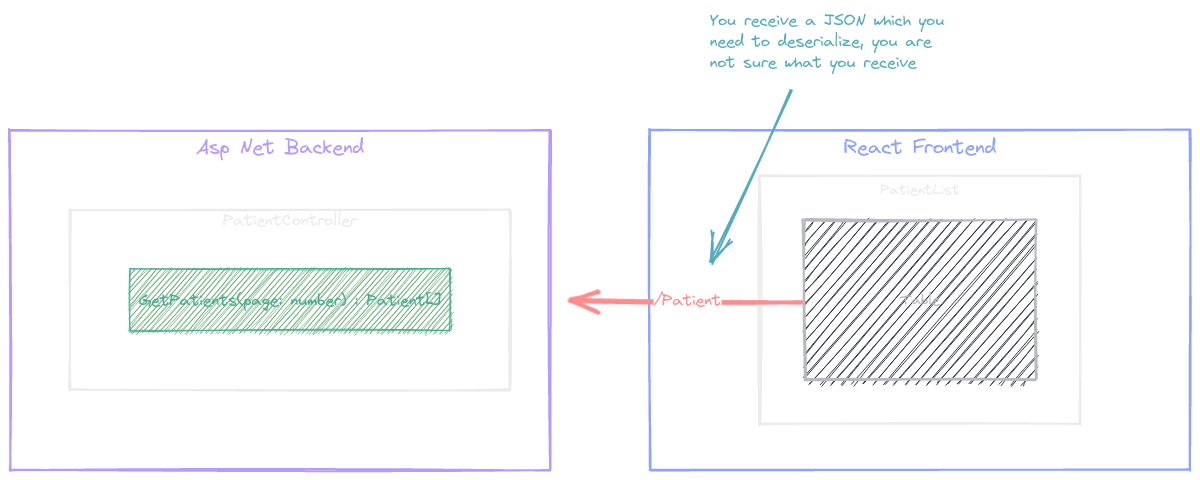 You receive a JSON which you
need to deserialize, you are
not sure what you receive
Asp Net Backend
React Frontend
PatientController
PatientList
GetPatients(page: number) : Patient[]
/Patient
Table